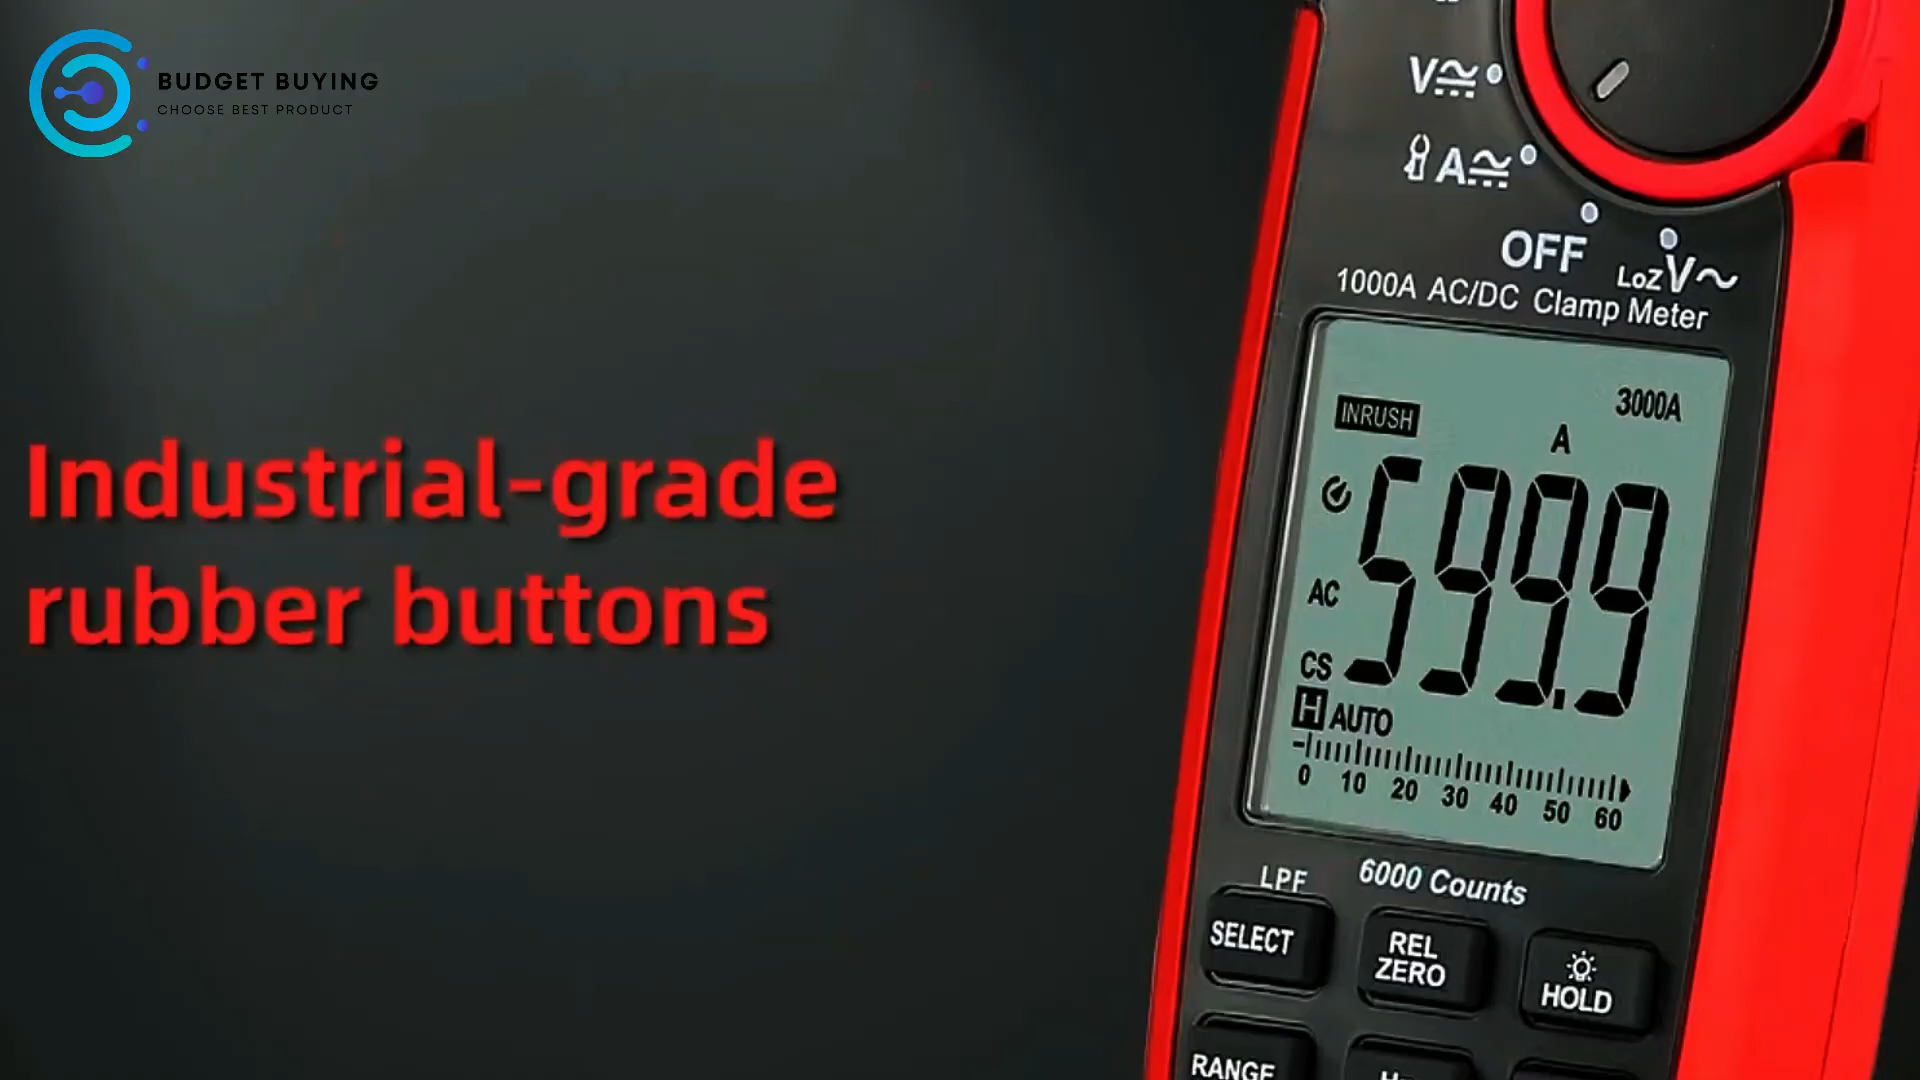 BUDGET BUYING
CHOOSE BEST PRODUCT
Industrial-grade
rubber buttons
V
A
OFF
LoZ V~
1000A AC/DC Clamp Meter
3000A
INRUSH
A
599.9
AC
CS
H AUTO
0 10 20 30 40 50 60
LPF
6000 Counts
SELECT
REL
ZERO
HOLD
RANGE